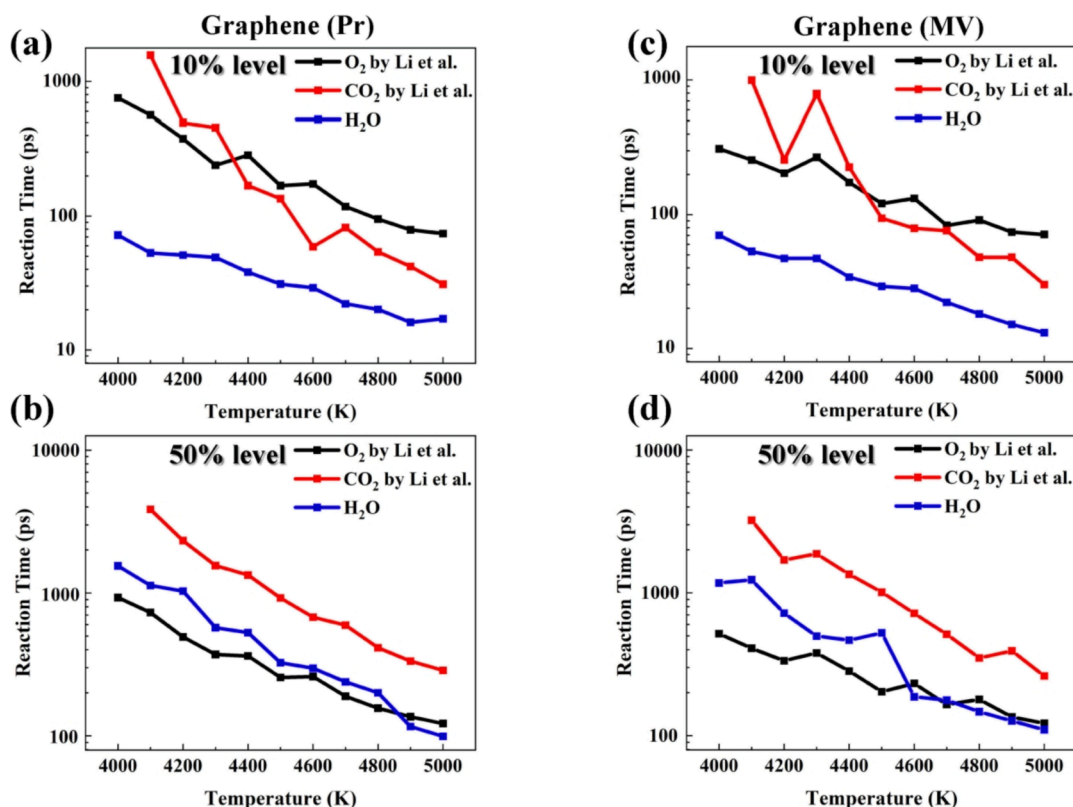 Graphene (Pr)
(a)
10% level
O₂ by Li et al.
CO₂ by Li et al.
H₂O
Reaction Time (ps)
1000
100
10
4000 4200 4400 4600 4800 5000
Temperature (K)
Graphene (MV)
(c)
10% level
O₂ by Li et al.
CO₂ by Li et al.
H₂O
Reaction Time (ps)
1000
100
10
4000 4200 4400 4600 4800 5000
Temperature (K)
(b)
50% level
O₂ by Li et al.
CO₂ by Li et al.
H₂O
Reaction Time (ps)
10000
1000
100
4000 4200 4400 4600 4800 5000
Temperature (K)
(d)
50% level
O₂ by Li et al.
CO₂ by Li et al.
H₂O
Reaction Time (ps)
10000
1000
100
4000 4200 4400 4600 4800 5000
Temperature (K)